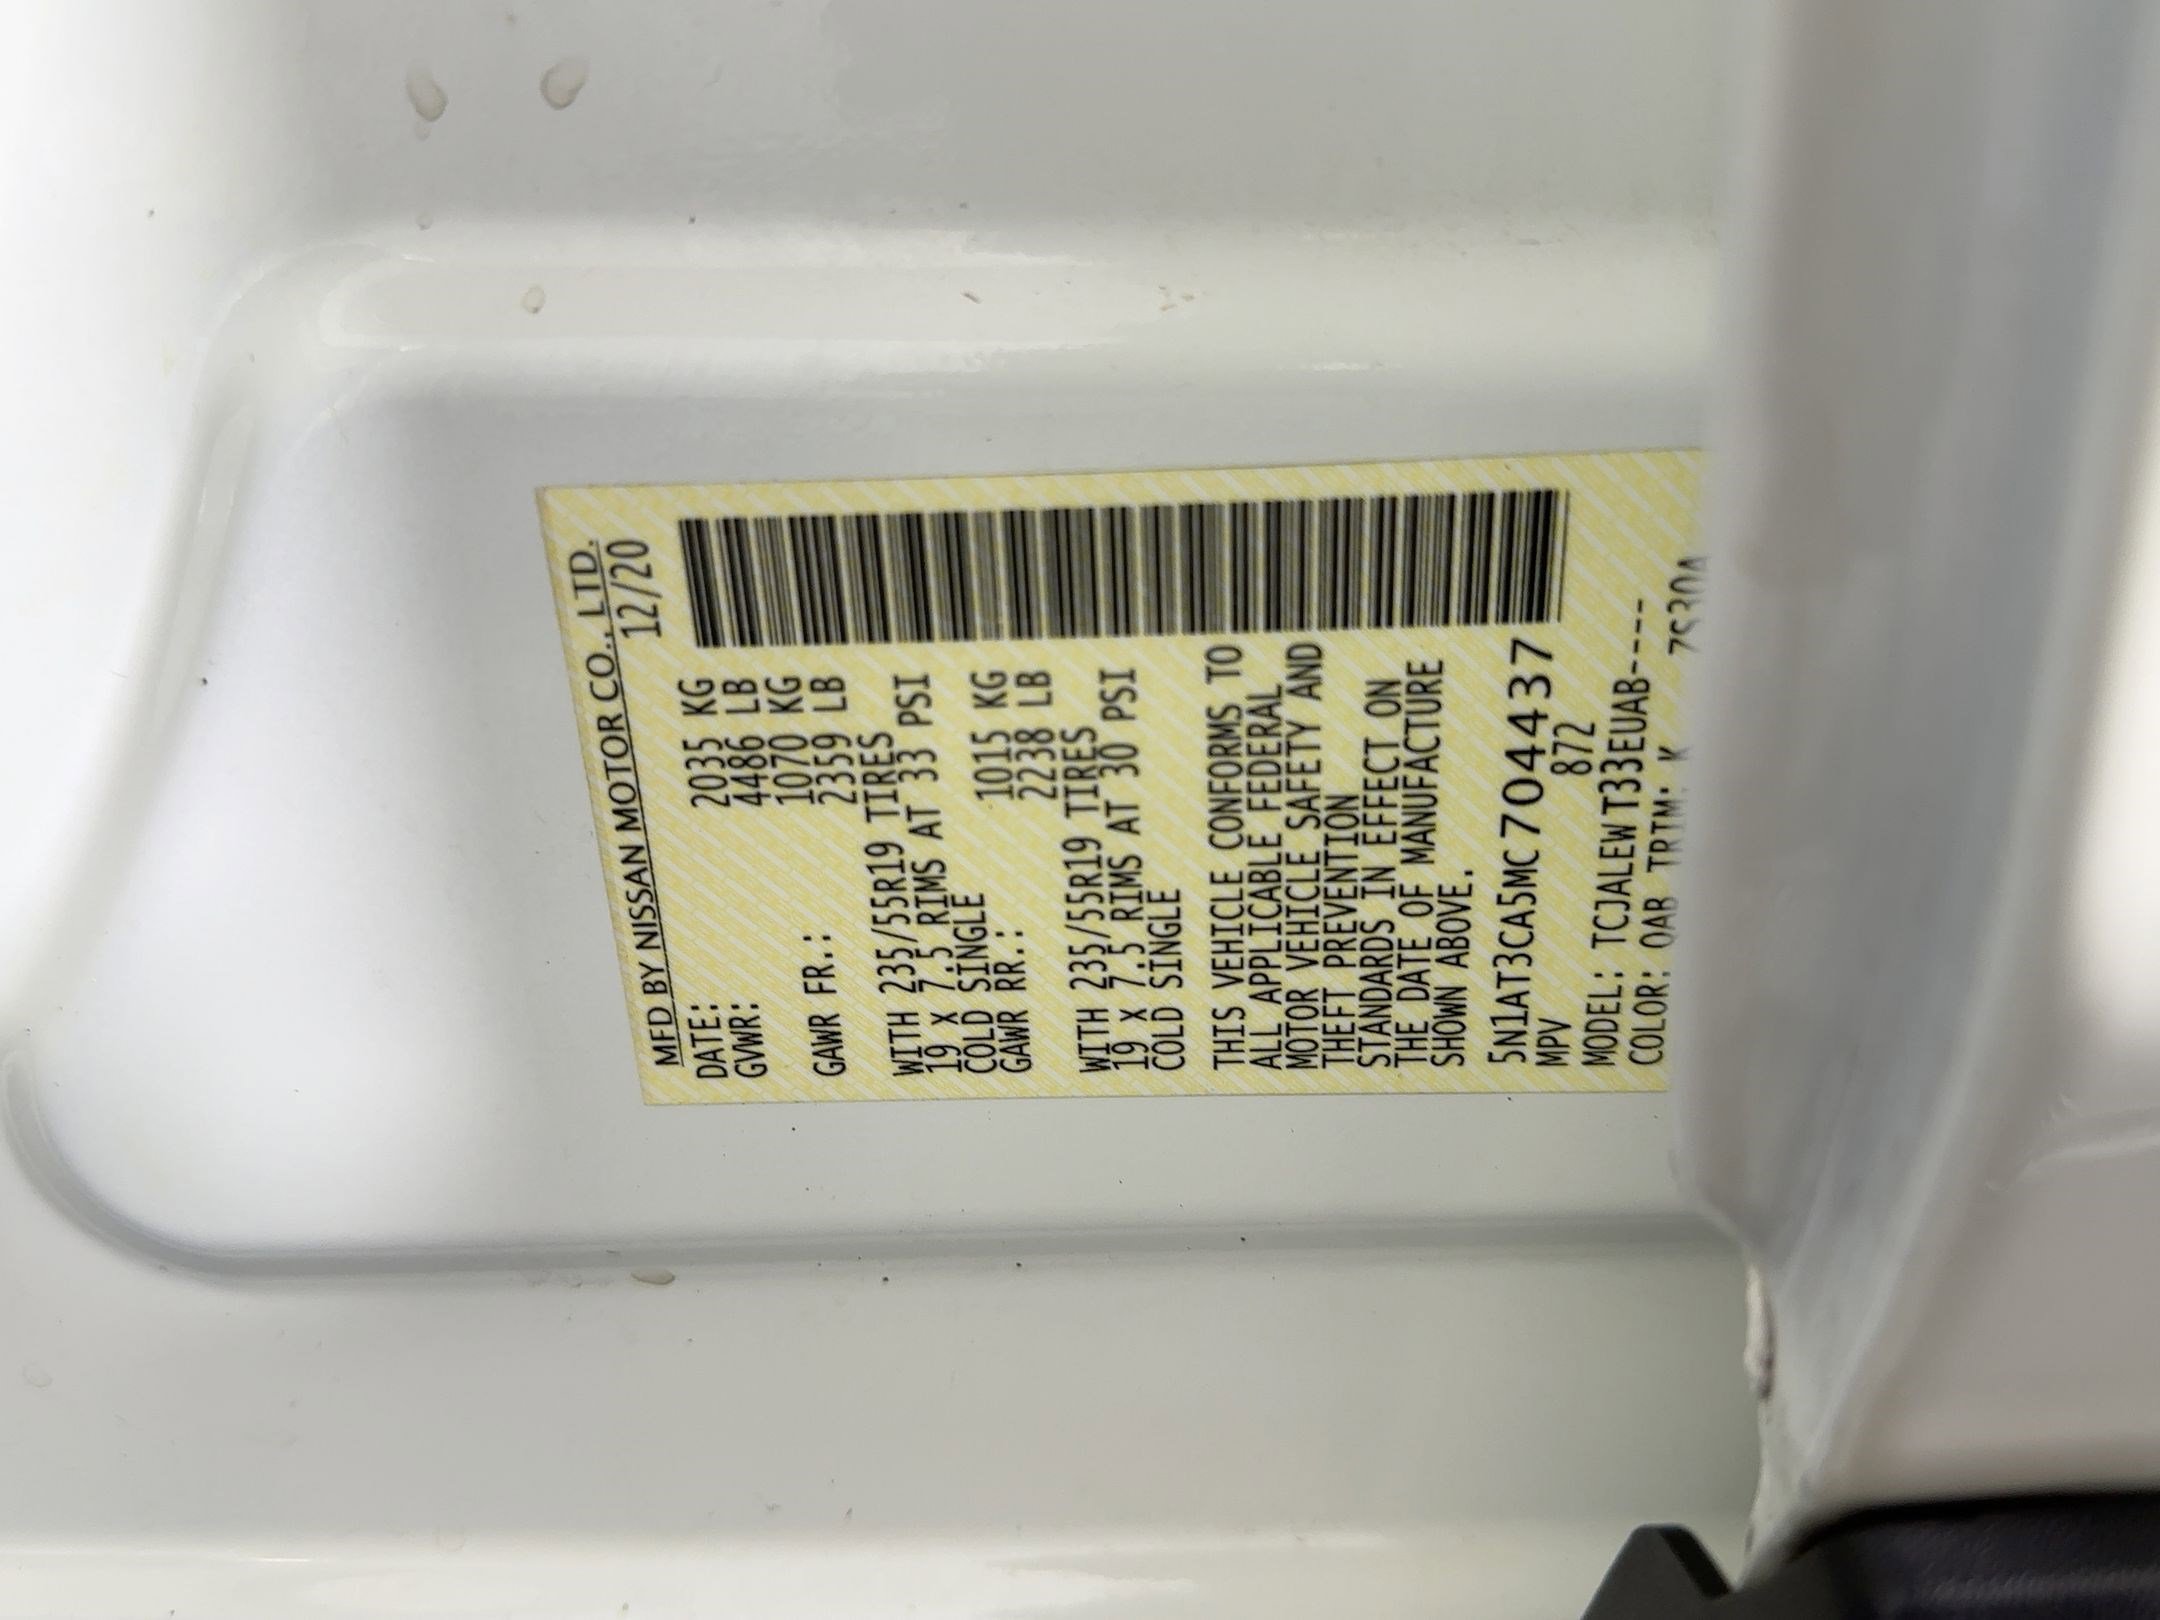 MFD BY NISSAN MOTOR CO., LTD.
DATE: 12/20
GVWR: 2035 KG
4486 LB
GAWR FR.: 1070 KG
2359 LB
WITH 235/55R19 TIRES
19 X 7.5 RIMS AT 33 PSI
COLD SINGLE
GAWR RR.: 1015 KG
2238 LB
WITH 235/55R19 TIRES
19 X 7.5 RIMS AT 30 PSI
COLD SINGLE
THIS VEHICLE CONFORMS TO
ALL APPLICABLE FEDERAL
MOTOR VEHICLE SAFETY AND
THEFT PREVENTION
STANDARDS IN EFFECT ON
THE DATE OF MANUFACTURE
SHOWN ABOVE.
5N1AT3CA5MC704437
MPV 872
MODEL: TCJALEWT33EUAB----
COLOR: QAB TRIM: K